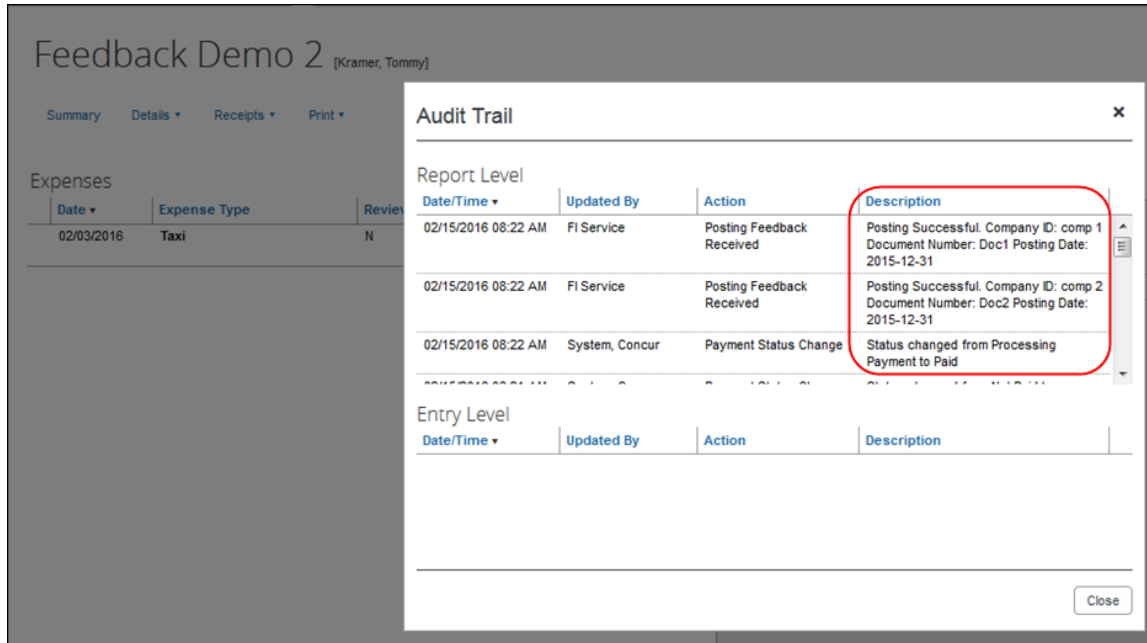 Feedback Demo 2 [Kramer, Tommy]
Summary Details Receipts Print
Expenses
Date Expense Type Review
02/03/2016 Taxi N
Audit Trail
Report Level
Date/Time Updated By Action Description
02/15/2016 08:22 AM FI Service Posting Feedback Posting Successful. Company ID: comp 1
Received Document Number: Doc1 Posting Date:
2015-12-31
02/15/2016 08:22 AM FI Service Posting Feedback Posting Successful. Company ID: comp 2
Received Document Number: Doc2 Posting Date:
2015-12-31
02/15/2016 08:22 AM System, Concur Payment Status Change Status changed from Processing
Payment to Paid
Entry Level
Date/Time Updated By Action Description
Close